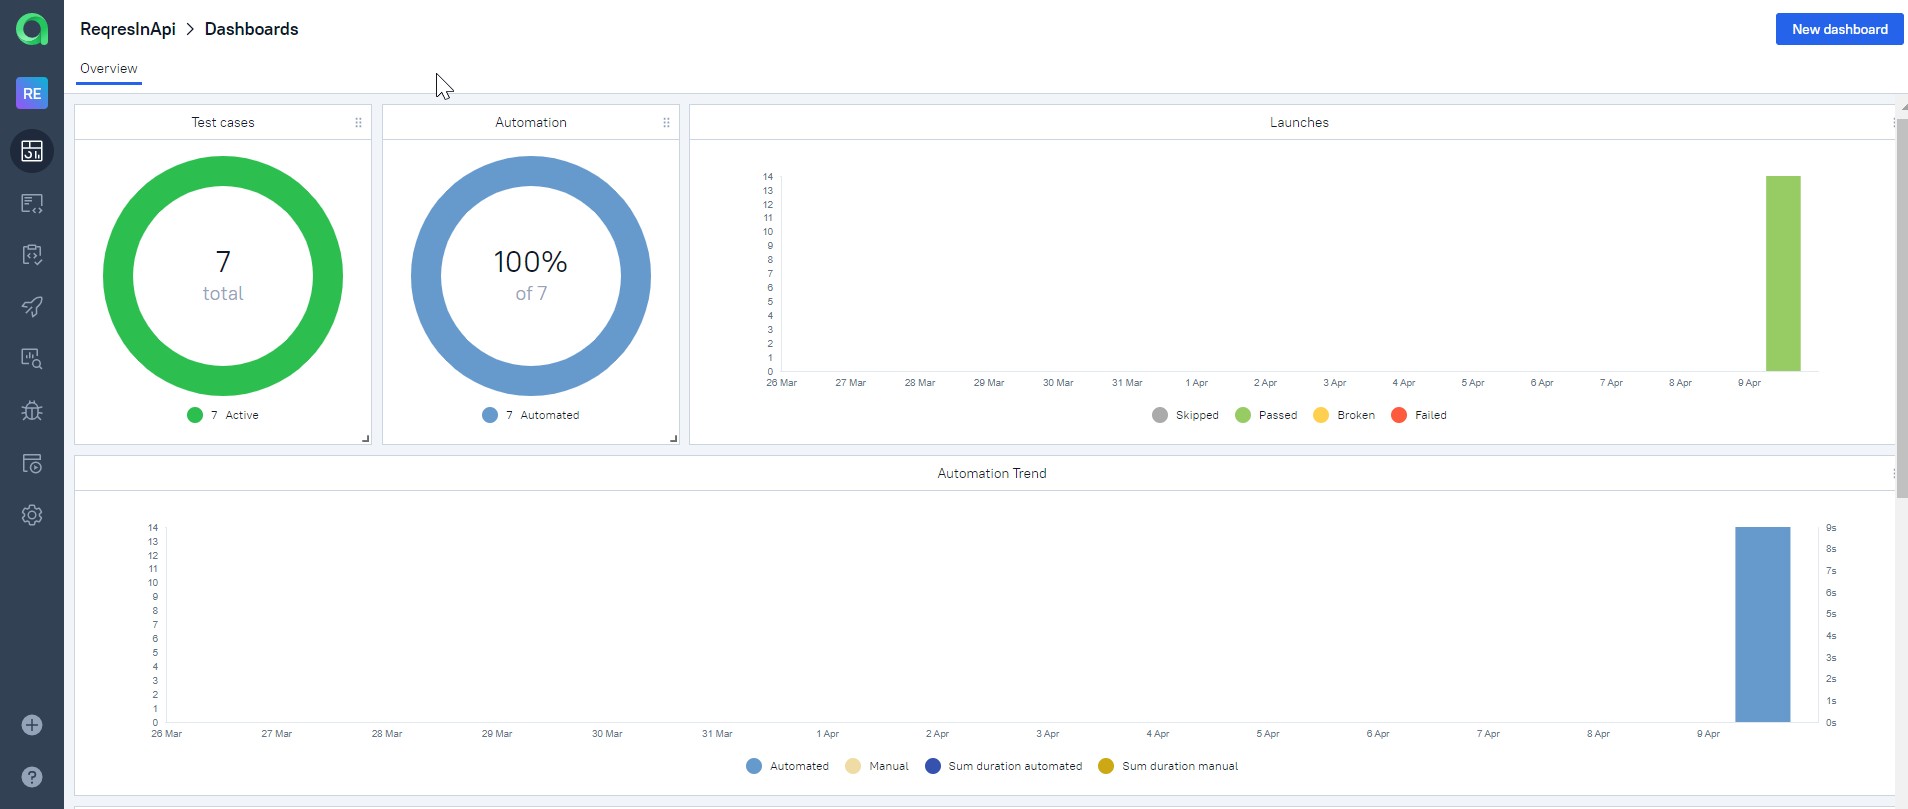 ReqresInApi > Dashboards
New dashboard
Overview
RE
Test cases
7
total
7 Active
Automation
100%
of 7
7 Automated
Launches
14
13
12
11
10
9
8
7
6
5
4
3
2
1
0
26 Mar 27 Mar 28 Mar 29 Mar 30 Mar 31 Mar 1 Apr 2 Apr 3 Apr 4 Apr 5 Apr 6 Apr 7 Apr 8 Apr 9 Apr
Skipped Passed Broken Failed
Automation Trend
14
13
12
11
10
9
8
7
6
5
4
3
2
1
0
9s
8s
7s
6s
5s
4s
3s
2s
1s
0s
26 Mar 27 Mar 28 Mar 29 Mar 30 Mar 31 Mar 1 Apr 2 Apr 3 Apr 4 Apr 5 Apr 6 Apr 7 Apr 8 Apr 9 Apr
Automated Manual Sum duration automated Sum duration manual